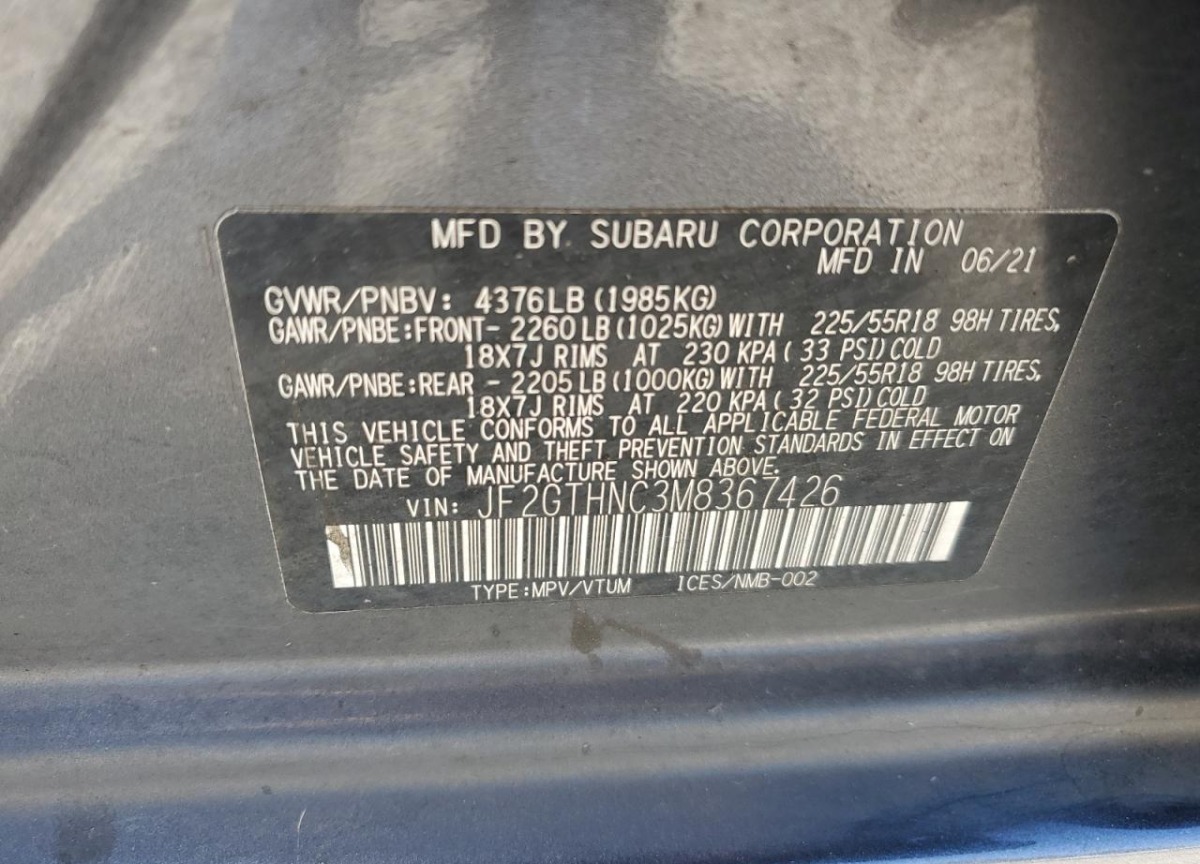 MFD BY SUBARU CORPORATION
MFD IN 06/21
GVWR/PNBV: 4376LB (1985KG)
GAWR/PNBE:FRONT- 2260 LB (1025KG) WITH 225/55R18 98H TIRES,
18X7J RIMS AT 230 KPA ( 33 PSI) COLD
GAWR/PNBE:REAR - 2205 LB (1000KG) WITH 225/55R18 98H TIRES,
18X7J RIMS AT 220 KPA ( 32 PSI) COLD
THIS VEHICLE CONFORMS TO ALL APPLICABLE FEDERAL MOTOR
VEHICLE SAFETY AND THEFT PREVENTION STANDARDS IN EFFECT ON
THE DATE OF MANUFACTURE SHOWN ABOVE.
VIN: JF2GTHNC3M8367426
TYPE:MPV/VTUM ICES/NMB-002